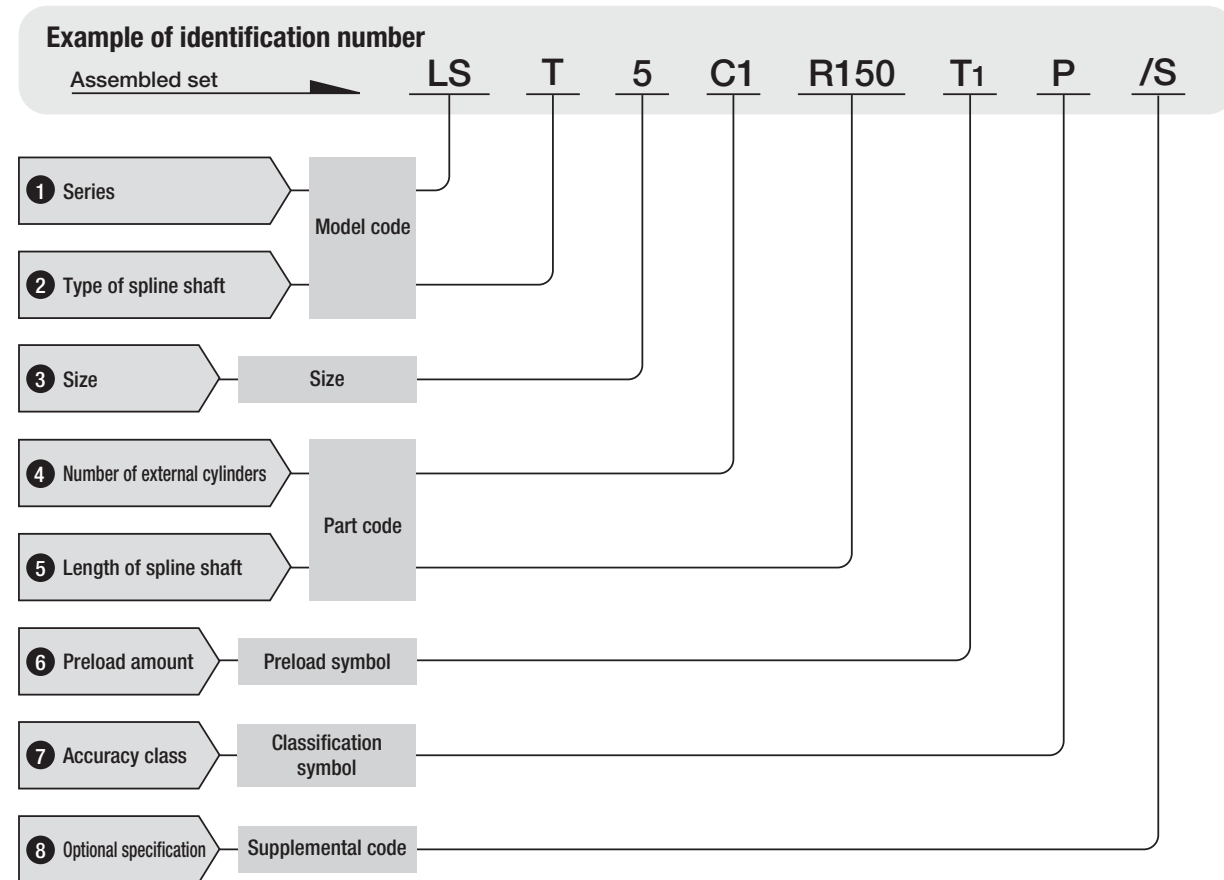 Example of identification number
Assembled set LS T 5 C1 R150 T1 P /S
1 Series
Model code
2 Type of spline shaft
3 Size Size
4 Number of external cylinders
Part code
5 Length of spline shaft
6 Preload amount Preload symbol
7 Accuracy class Classification
symbol
8 Optional specification Supplemental code